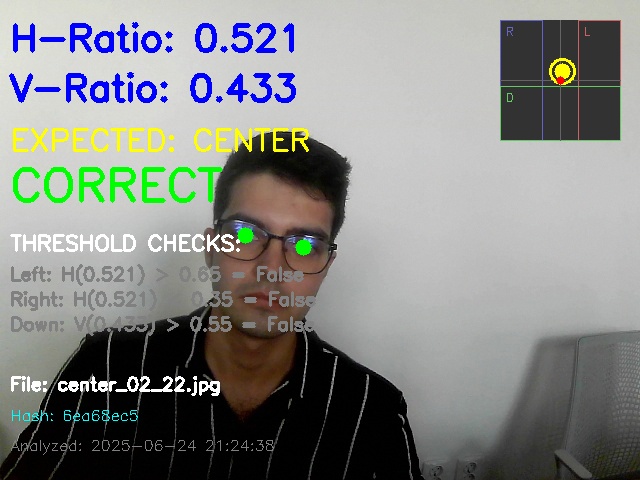 H-Ratio: 0.521
V-Ratio: 0.433
EXPECTED: CENTER
CORRECT
THRESHOLD CHECKS:
Left: H(0.521) > 0.65 = False
Right: H(0.521) 0.35 = False
Down: V(0.433) > 0.55 = False
File: center_02_22.jpg
Hash: 6ea68ec5
Analyzed: 2025-06-24 21:24:38
R L
D